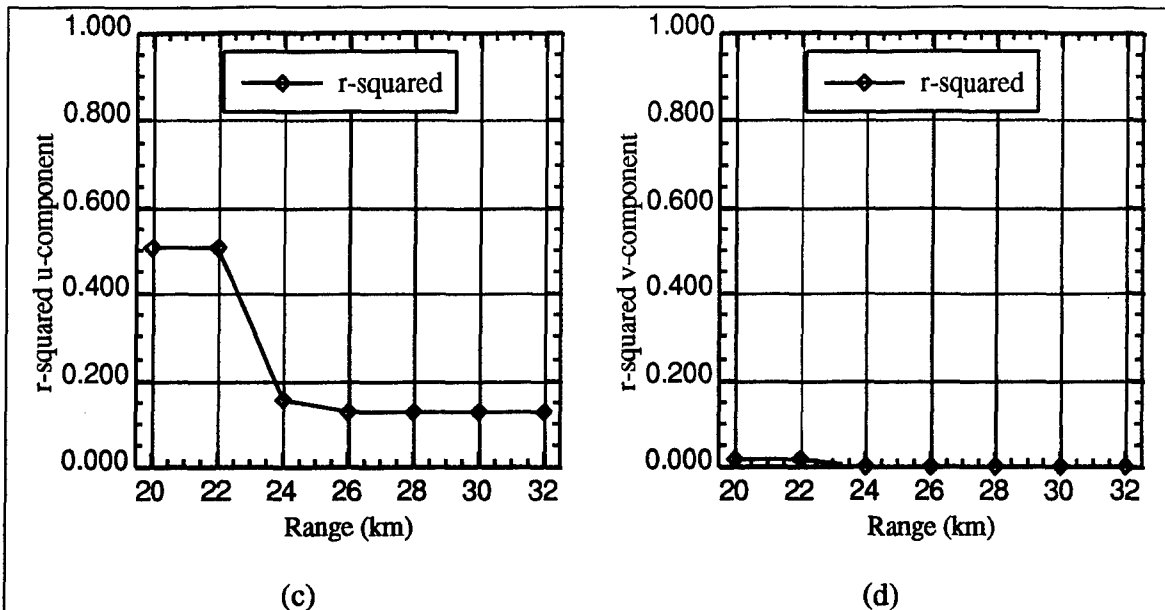 r-squared u-component
1.000
0.800
0.600
0.400
0.200
0.000
r-squared
20 22 24 26 28 30 32
Range (km)
(c)
r-squared v-component
1.000
0.800
0.600
0.400
0.200
0.000
r-squared
20 22 24 26 28 30 32
Range (km)
(d)